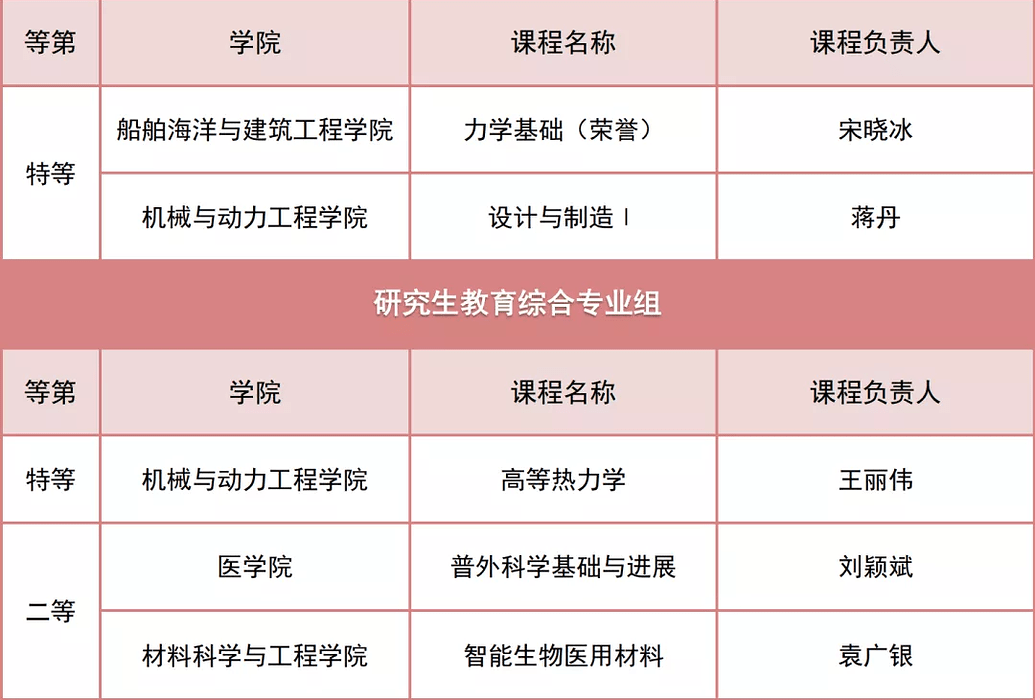 等第 学院 课程名称 课程负责人
特等 船舶海洋与建筑工程学院 力学基础（荣誉） 宋晓冰
机械与动力工程学院 设计与制造Ⅰ 蒋丹
研究生教育综合专业组
等第 学院 课程名称 课程负责人
特等 机械与动力工程学院 高等热力学 王丽伟
二等 医学院 普外科学基础与进展 刘颖斌
材料科学与工程学院 智能生物医用材料 袁广银